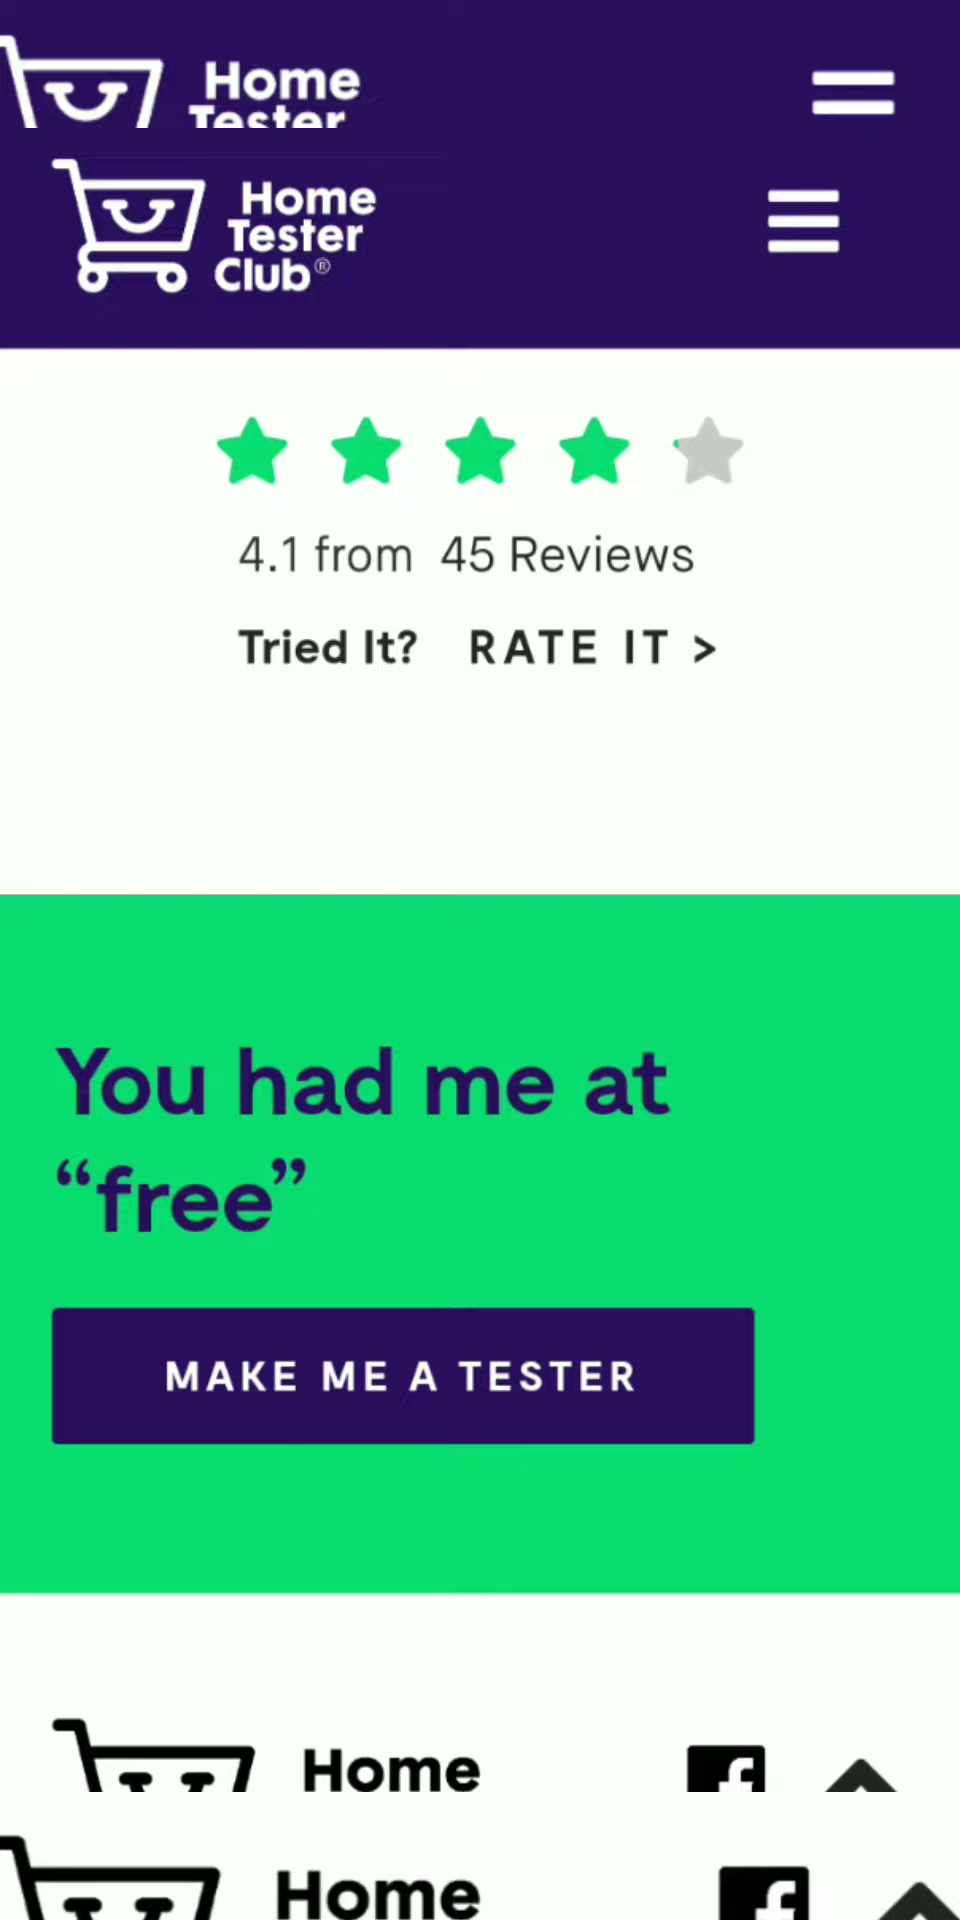 Home
Tester
Home
Tester
Club®
4.1 from 45 Reviews
Tried It? RATE IT >
You had me at
“free”
MAKE ME A TESTER
Home
Home